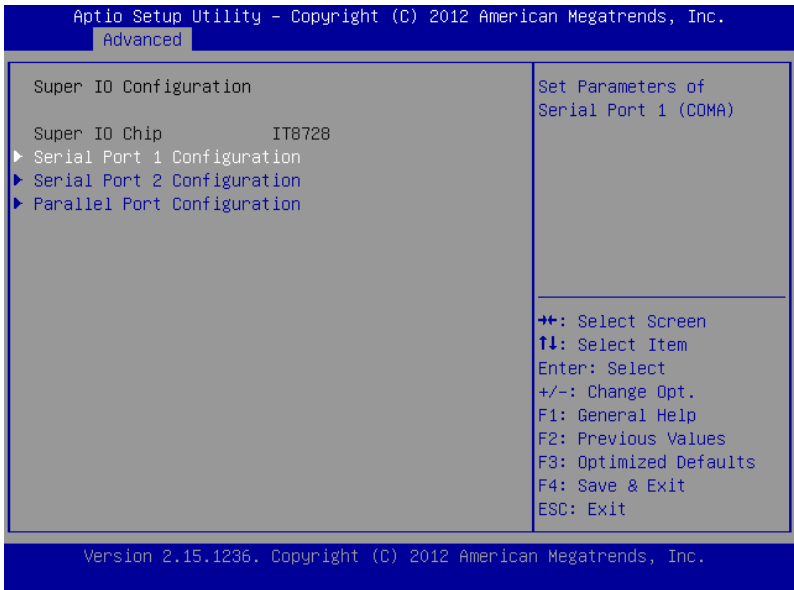 Aptio Setup Utility – Copyright (C) 2012 American Megatrends, Inc.
Advanced
Super IO Configuration
Super IO Chip IT8728
Serial Port 1 Configuration
Serial Port 2 Configuration
Parallel Port Configuration
Set Parameters of
Serial Port 1 (COMA)
→←: Select Screen
↑↓: Select Item
Enter: Select
+/-: Change Opt.
F1: General Help
F2: Previous Values
F3: Optimized Defaults
F4: Save & Exit
ESC: Exit
Version 2.15.1236. Copyright (C) 2012 American Megatrends, Inc.